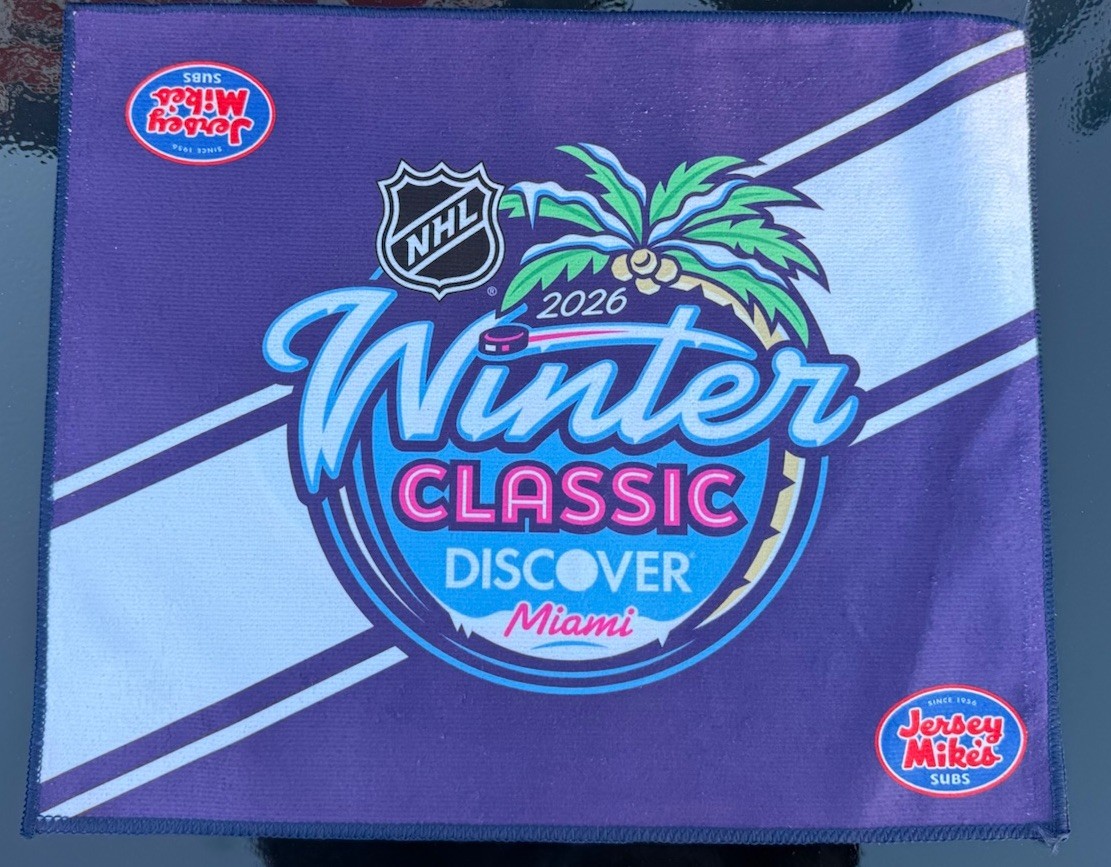 SUBS
Jersey
Mike's
SINCE 1956
NHL
®
2026
Winter
CLASSIC
DISCOVER®
Miami
SINCE 1956
Jersey
Mike's
SUBS